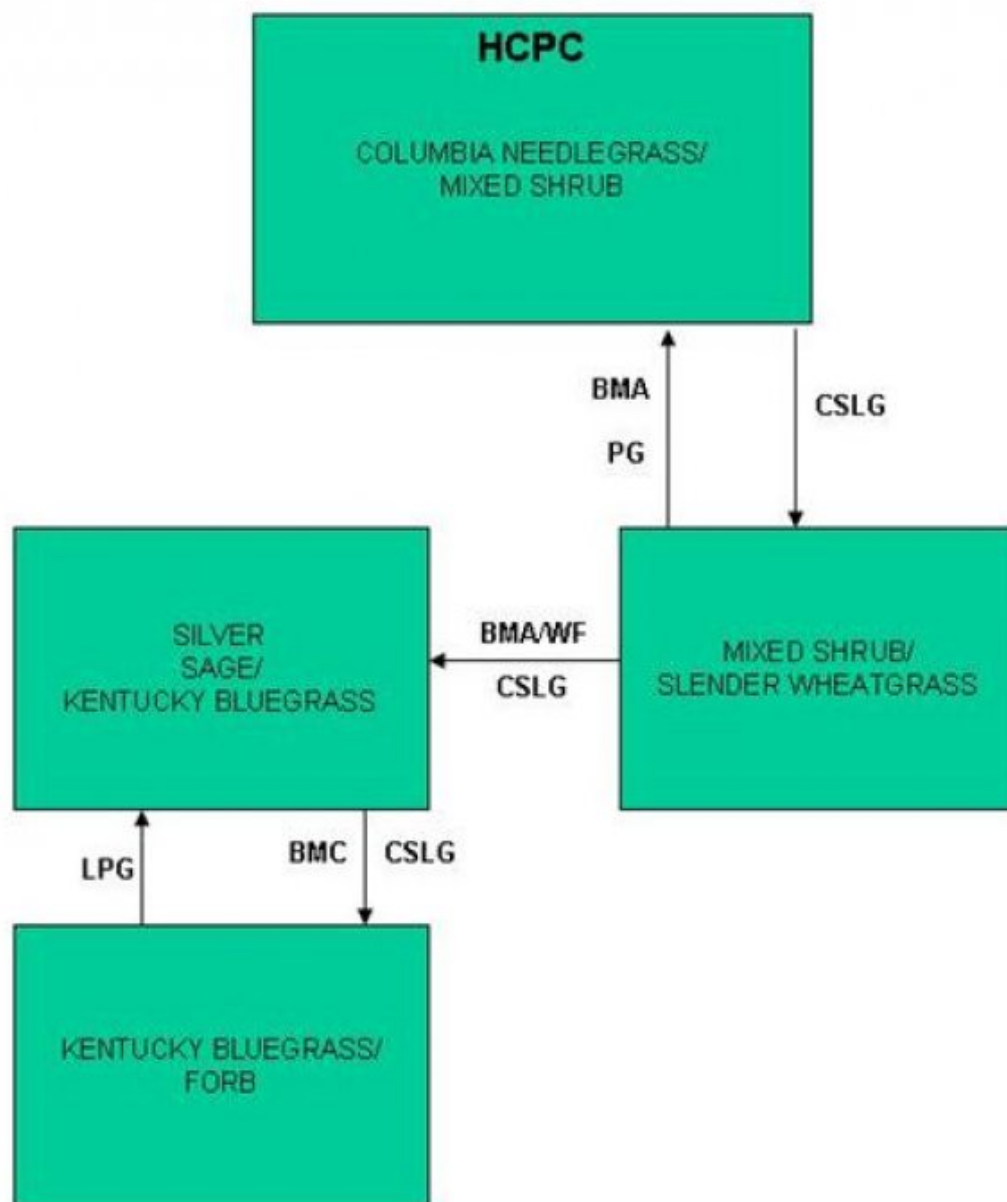 HCPC
COLUMBIA NEEDLEGRASS/
MIXED SHRUB
BMA
CSLG
PG
SILVER
SAGE/
KENTUCKY BLUEGRASS
BMA/WF
CSLG
MIXED SHRUB/
SLENDER WHEATGRASS
LPG
BMC
CSLG
KENTUCKY BLUEGRASS/
FORB